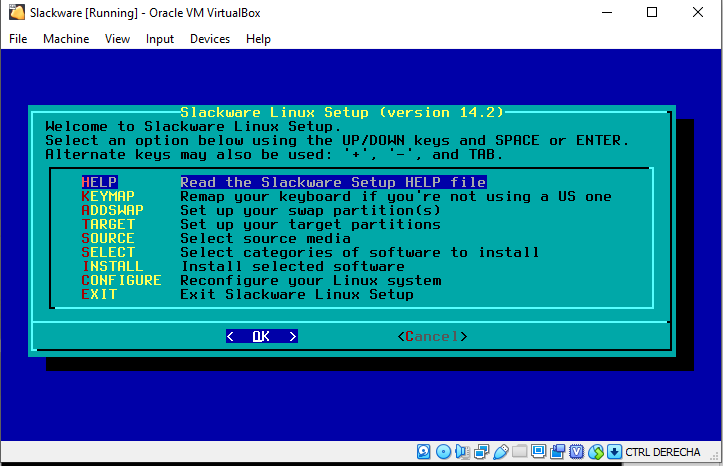 Slackware [Running] - Oracle VM VirtualBox
File Machine View Input Devices Help
Slackware Linux Setup (version 14.2)
Welcome to Slackware Linux Setup.
Select an option below using the UP/DOWN keys and SPACE or ENTER.
Alternate keys may also be used: '+', '-', and TAB.
HELP Read the Slackware Setup HELP file
KEYMAP Remap your keyboard if you're not using a US one
ADDSWAP Set up your swap partition(s)
TARGET Set up your target partitions
SOURCE Select source media
SELECT Select categories of software to install
INSTALL Install selected software
CONFIGURE Reconfigure your Linux system
EXIT Exit Slackware Linux Setup
< OK > <Cancel>
CTRL DERECHA